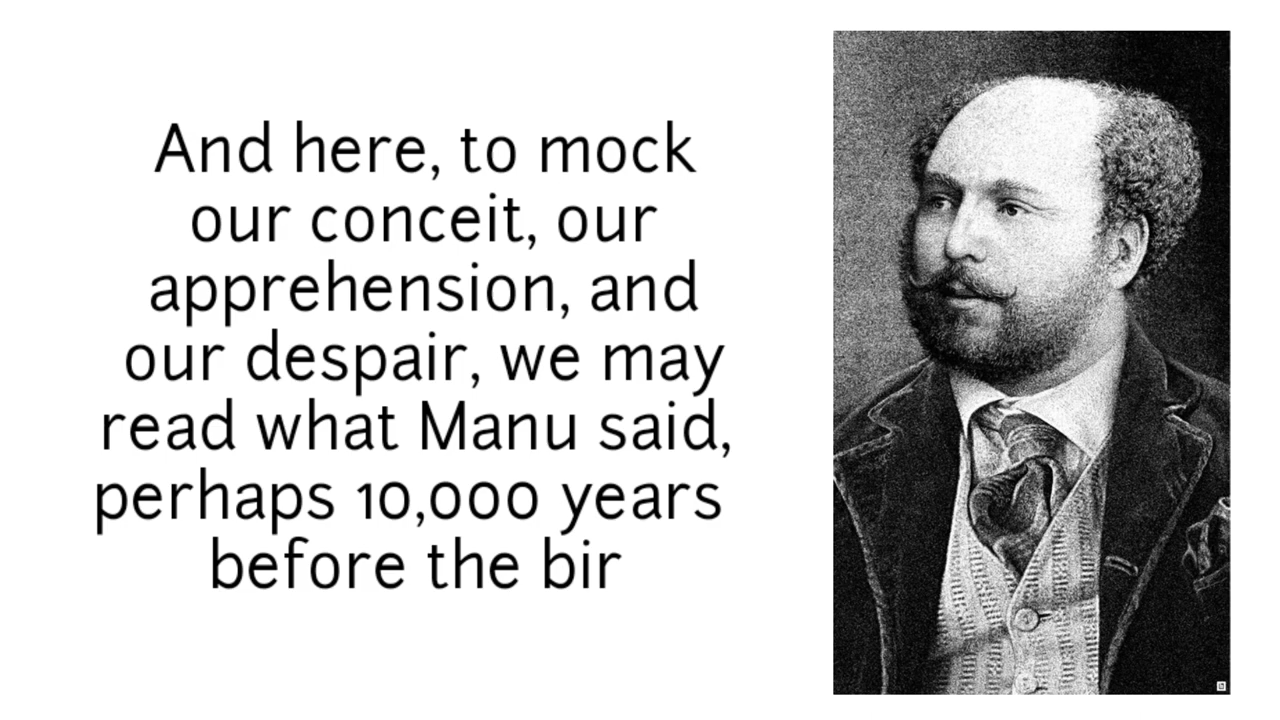 And here, to mock
our conceit, our
apprehension, and
our despair, we may
read what Manu said,
perhaps 10,000 years
before the bir